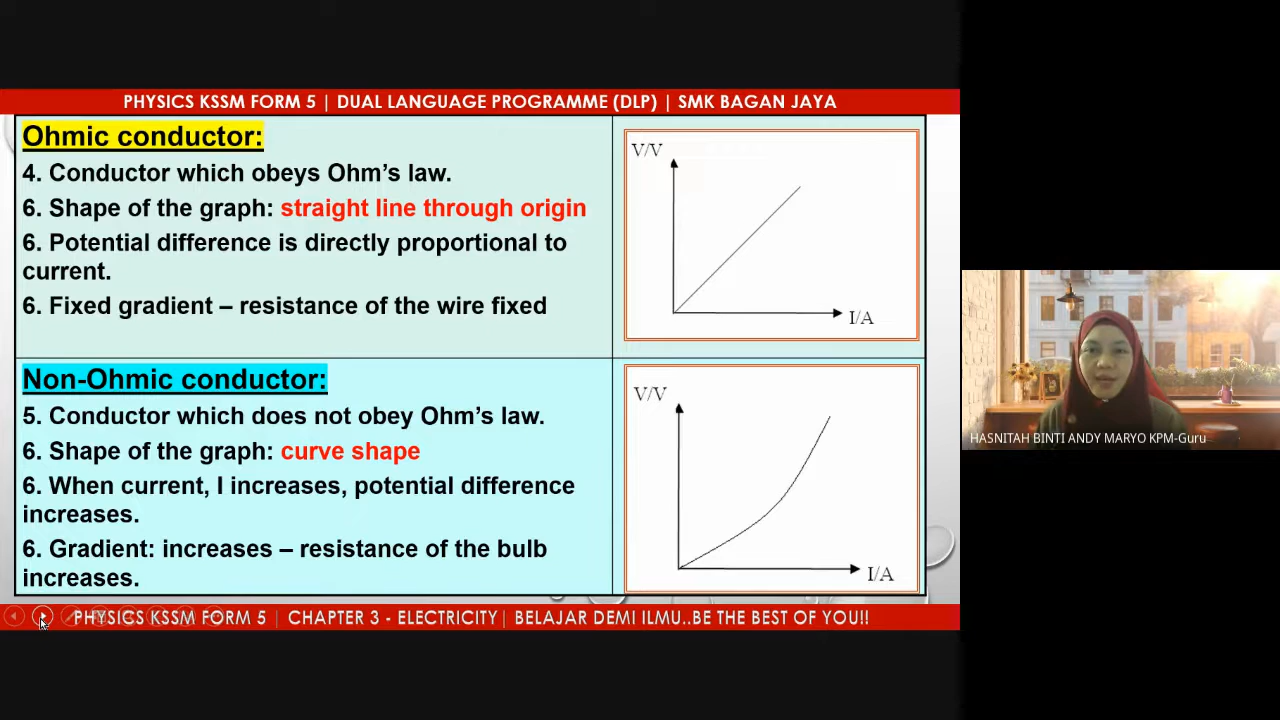 PHYSICS KSSM FORM 5 | DUAL LANGUAGE PROGRAMME (DLP) | SMK BAGAN JAYA
Ohmic conductor:
4. Conductor which obeys Ohm's law.
6. Shape of the graph: straight line through origin
6. Potential difference is directly proportional to
current.
6. Fixed gradient – resistance of the wire fixed
V/V
I/A
Non-Ohmic conductor:
5. Conductor which does not obey Ohm's law.
6. Shape of the graph: curve shape
6. When current, I increases, potential difference
increases.
6. Gradient: increases – resistance of the bulb
increases.
V/V
I/A
HASNITAH BINTI ANDY MARYO KPM-Guru
PHYSICS KSSM FORM 5 | CHAPTER 3 - ELECTRICITY| BELAJAR DEMI ILMU..BE THE BEST OF YOU!!